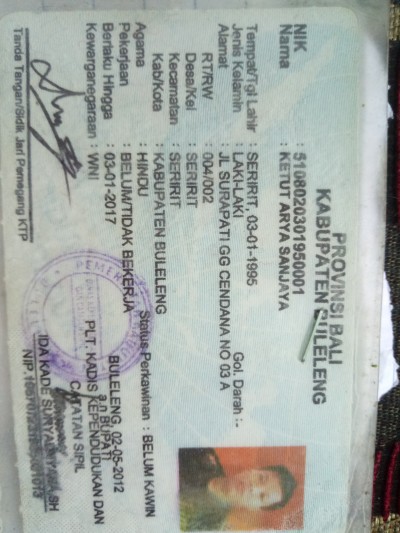 PROVINSI BALI
KABUPATEN BULELENG
NIK : 5108020301950001
Nama : KETUT ARYA SANJAYA
Tempat/Tgl Lahir : SERIRIT, 03-01-1995
Jenis Kelamin : LAKI-LAKI Gol. Darah : -
Alamat : JL SURAPATI GG CENDANA NO 03 A
RT/RW : 004/002
Desa/Kel : SERIRIT
Kecamatan : SERIRIT
Kab/Kota : KABUPATEN BULELENG
Agama : HINDU Status Perkawinan : BELUM KAWIN
Pekerjaan : BELUM/TIDAK BEKERJA
Berlaku Hingga : 03-01-2017
Kewarganegaraan : WNI
BULELENG, 02-05-2012
a.n BUPATI
PLT. KADIS KEPENDUDUKAN DAN
CATATAN SIPIL
IDA KADE SH
NIP.
Tanda Tangan/Sidik Jari Pemegang KTP